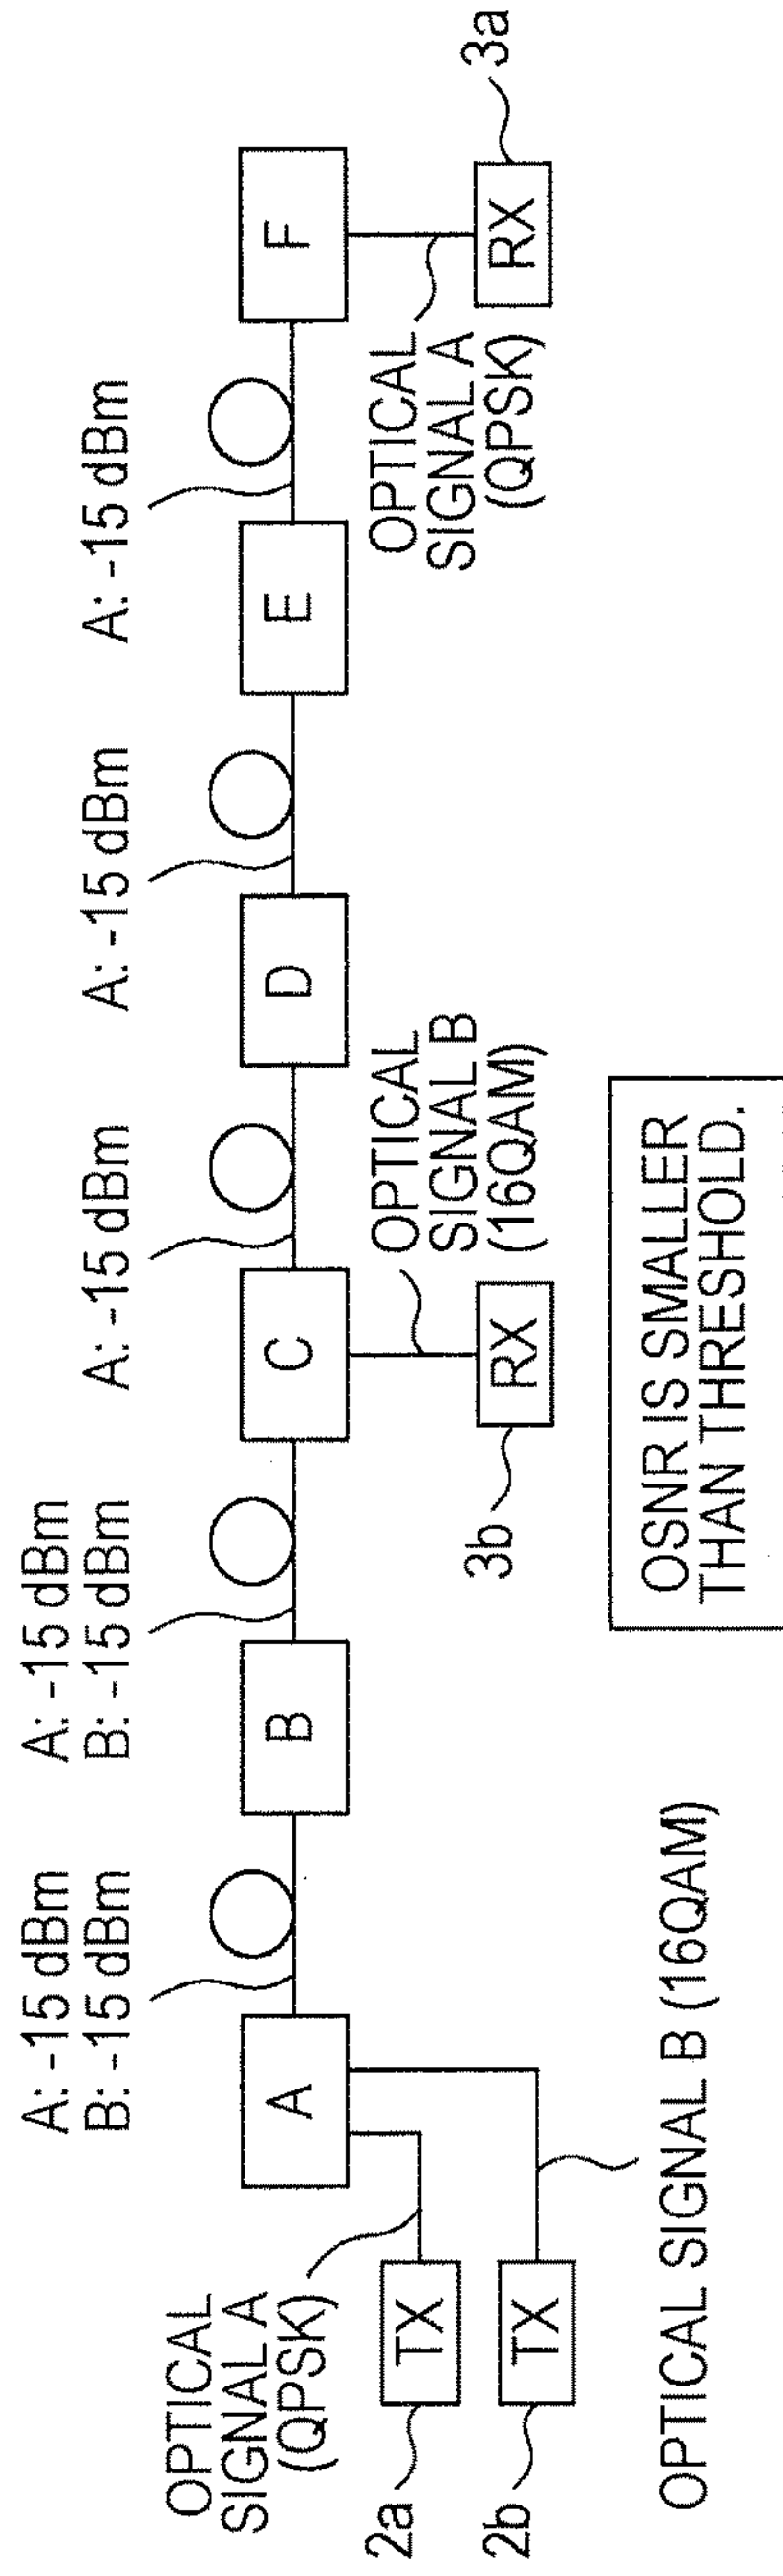 A: -15 dBm
B: -15 dBm
A: -15 dBm
B: -15 dBm
A: -15 dBm
A: -15 dBm
A: -15 dBm
A
B
C
D
E
F
OPTICAL
SIGNAL A
(QPSK)
2a
TX
2b
TX
OPTICAL SIGNAL B (16QAM)
OPTICAL
SIGNAL B
(16QAM)
3b
RX
OPTICAL
SIGNAL A
(QPSK)
RX
3a
OSNR IS SMALLER
THAN THRESHOLD.